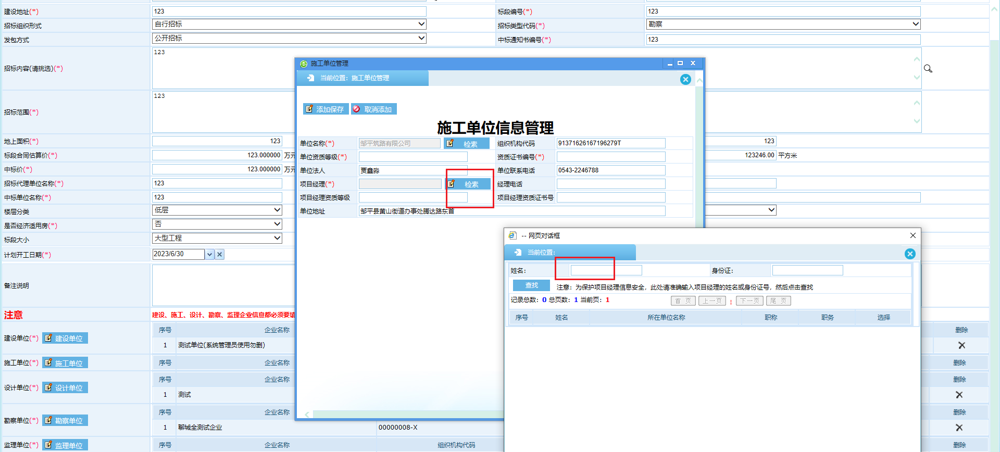 建设地址(*) 123 标段编号(*) 123
招标组织形式 自行招标 招标类型代码(*) 勘察
发包方式 公开招标 中标通知书编号(*) 123
招标内容(请挑选)(*) 123
招标范围(*) 123
地上面积(*) 123 123
标段合同估算价(*) 123.000000 万元 123246.00 平方米
中标价(*) 123.000000 万元
招标代理单位名称(*) 123
中标单位名称(*) 123
楼层分类 低层
是否经济适用房(*) 否
标段大小 大型工程
计划开工日期(*) 2023/6/30
备注说明
注意 建设、施工、设计、勘察、监理企业信息都必须要填
建设单位(*) 建设单位 序号 企业名称 删除
1 测试单位(系统管理员使用勿删)
施工单位(*) 施工单位 序号 企业名称 删除
设计单位(*) 设计单位 序号 企业名称 删除
1 测试
勘察单位(*) 勘察单位 序号 企业名称 删除
1 聊城全测试企业 00000008-X
监理单位(*) 监理单位 序号 企业名称 组织机构代码 删除
施工单位管理
当前位置：施工单位管理
添加保存 取消添加
施工单位信息管理
单位名称(*) 邹平筑路有限公司 检索 组织机构代码 91371626167196279T
单位资质等级(*) 资质证书编号(*)
单位法人 贾鑫淼 单位联系电话 0543-2246788
项目经理(*) 检索 经理电话
项目经理资质等级 项目经理资质证书号
单位地址 邹平县黄山街道办事处腾达路东首
-- 网页对话框
当前位置：
姓名： 身份证：
查找 注意：为保护项目经理信息安全，此处请准确输入项目经理的姓名或身份证号，然后点击查找
记录总数：0 总页数：1 当前页：1 首 页 上一页 ¦ 下一页 尾 页
序号 姓名 所在单位名称 职称 职务 选择